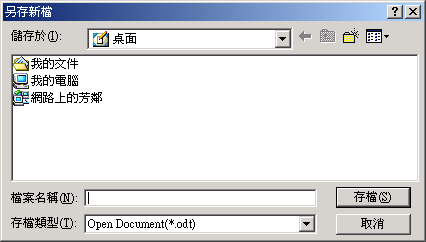 另存新檔
儲存於(I):
桌面
我的文件
我的電腦
網路上的芳鄰
檔案名稱(N):
存檔(S)
存檔類型(T):
Open Document(*.odt)
取消